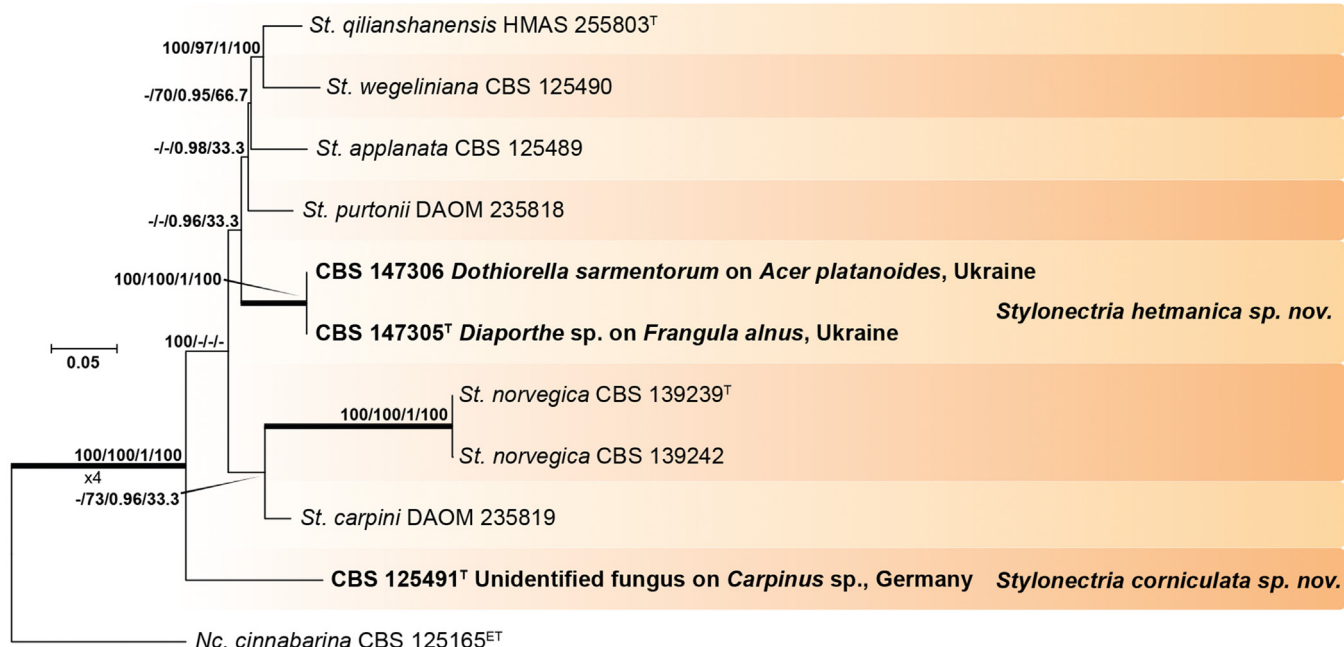 St. qilianshanensis HMAS 255803ᵀ
100/97/1/100
St. wegeliniana CBS 125490
-/70/0.95/66.7
St. applanata CBS 125489
-/-/0.98/33.3
St. purtonii DAOM 235818
-/-/0.96/33.3
CBS 147306 Dothiorella sarmentorum on Acer platanoides, Ukraine
100/100/1/100
Stylonectria hetmanica sp. nov.
CBS 147305ᵀ Diaporthe sp. on Frangula alnus, Ukraine
100/-/-/-
0.05
St. norvegica CBS 139239ᵀ
100/100/1/100
St. norvegica CBS 139242
100/100/1/100
x4
-/73/0.96/33.3
St. carpini DAOM 235819
CBS 125491ᵀ Unidentified fungus on Carpinus sp., Germany Stylonectria corniculata sp. nov.
Nc. cinnabarina CBS 125165ᴱᵀ